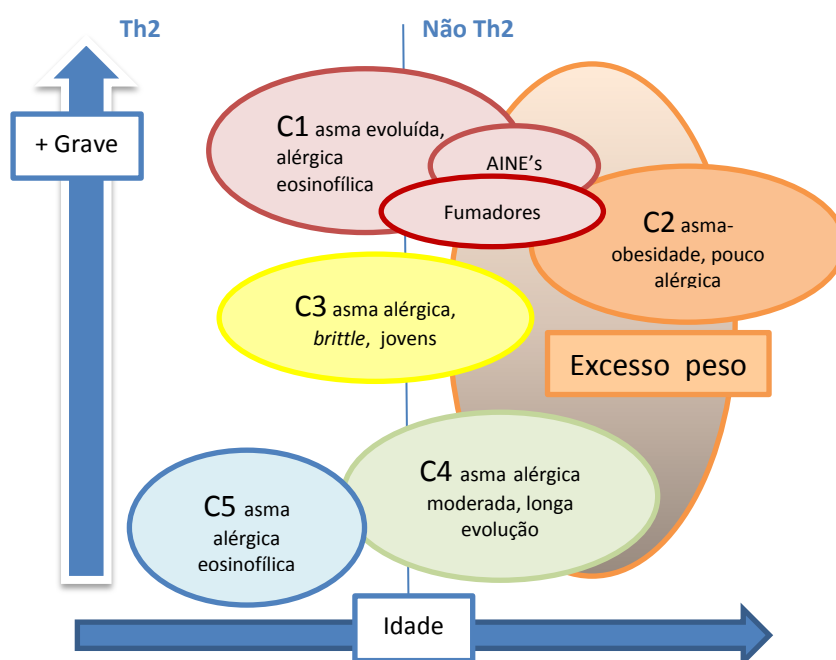 Th2
Não Th2
+ Grave
C1 asma evoluída,
alérgica
eosinofílica
AINE's
Fumadores
C2 asma-
obesidade, pouco
alérgica
C3 asma alérgica,
brittle, jovens
Excesso peso
C4 asma alérgica
moderada, longa
evolução
C5 asma
alérgica
eosinofílica
Idade